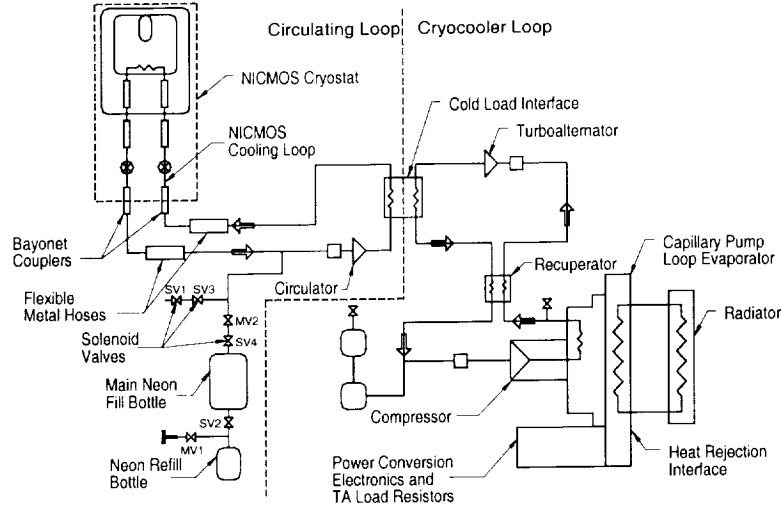 Circulating Loop
Cryocooler Loop
NICMOS Cryostat
Cold Load Interface
Turboalternator
NICMOS
Cooling Loop
Bayonet
Couplers
Flexible
Metal Hoses
Circulator
Recuperator
Capillary Pump
Loop Evaporator
Radiator
SV1
SV3
Solenoid
Valves
MV2
SV4
Main Neon
Fill Bottle
Compressor
SV2
MV1
Neon Refill
Bottle
Power Conversion
Electronics and
TA Load Resistors
Heat Rejection
Interface